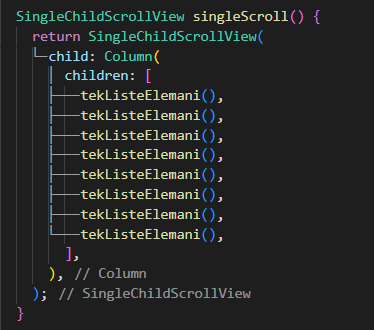 SingleChildScrollView singleScroll() {
return SingleChildScrollView(
child: Column(
children: [
tekListeElemani(),
tekListeElemani(),
tekListeElemani(),
tekListeElemani(),
tekListeElemani(),
tekListeElemani(),
tekListeElemani(),
tekListeElemani(),
],
), // Column
); // SingleChildScrollView
}